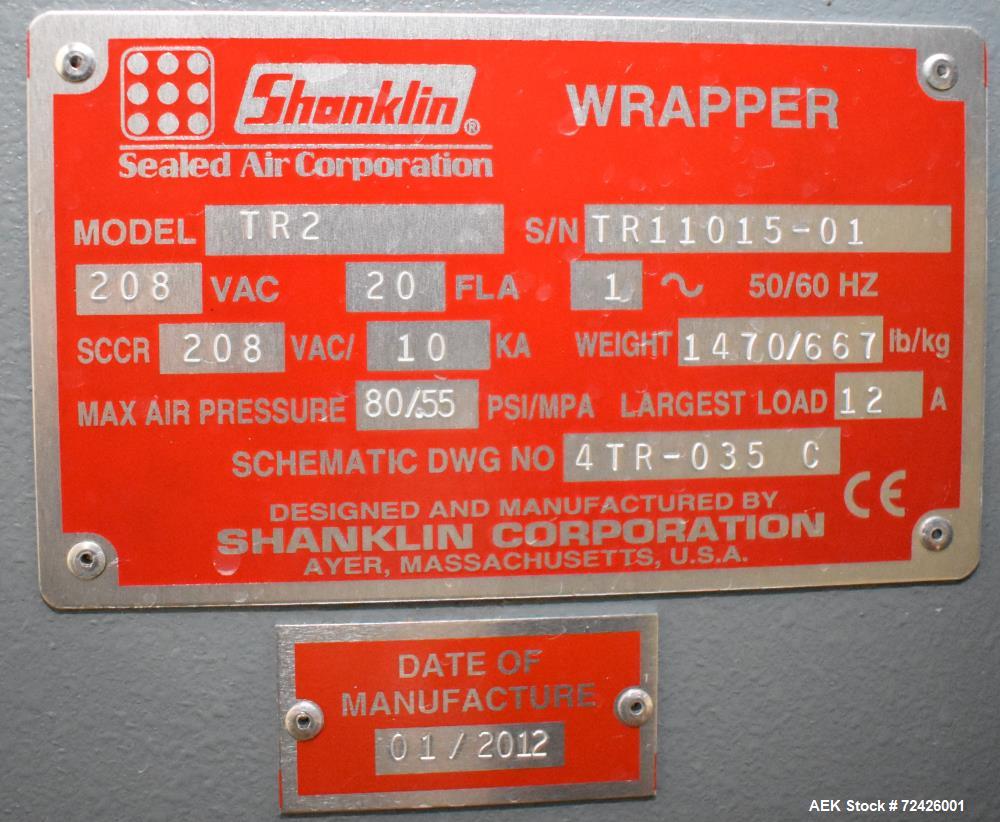 Shanklin® WRAPPER
Sealed Air Corporation
MODEL TR2 S/N TR11015-01
208 VAC 20 FLA 1 ~ 50/60 HZ
SCCR 208 VAC/ 10 KA WEIGHT 1470/667 lb/kg
MAX AIR PRESSURE 80/.55 PSI/MPA LARGEST LOAD 12 A
SCHEMATIC DWG NO 4TR-035 C
CE
DESIGNED AND MANUFACTURED BY
SHANKLIN CORPORATION
AYER, MASSACHUSETTS, U.S.A.
DATE OF
MANUFACTURE
01/2012
AEK Stock #72426001